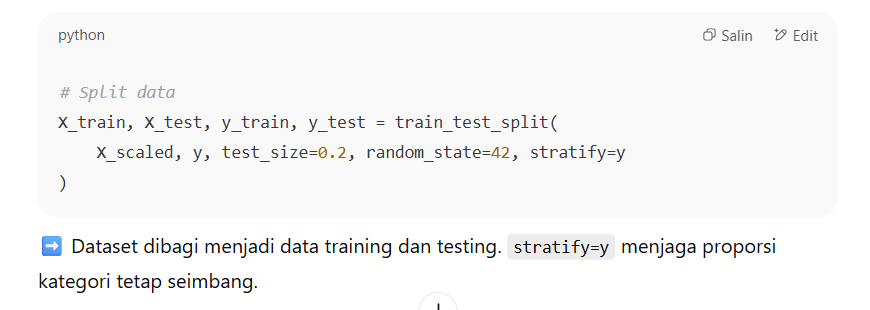 python
Salin
Edit
# Split data
X_train, X_test, y_train, y_test = train_test_split(
    X_scaled, y, test_size=0.2, random_state=42, stratify=y
)
➡️ Dataset dibagi menjadi data training dan testing. stratify=y menjaga proporsi
kategori tetap seimbang.